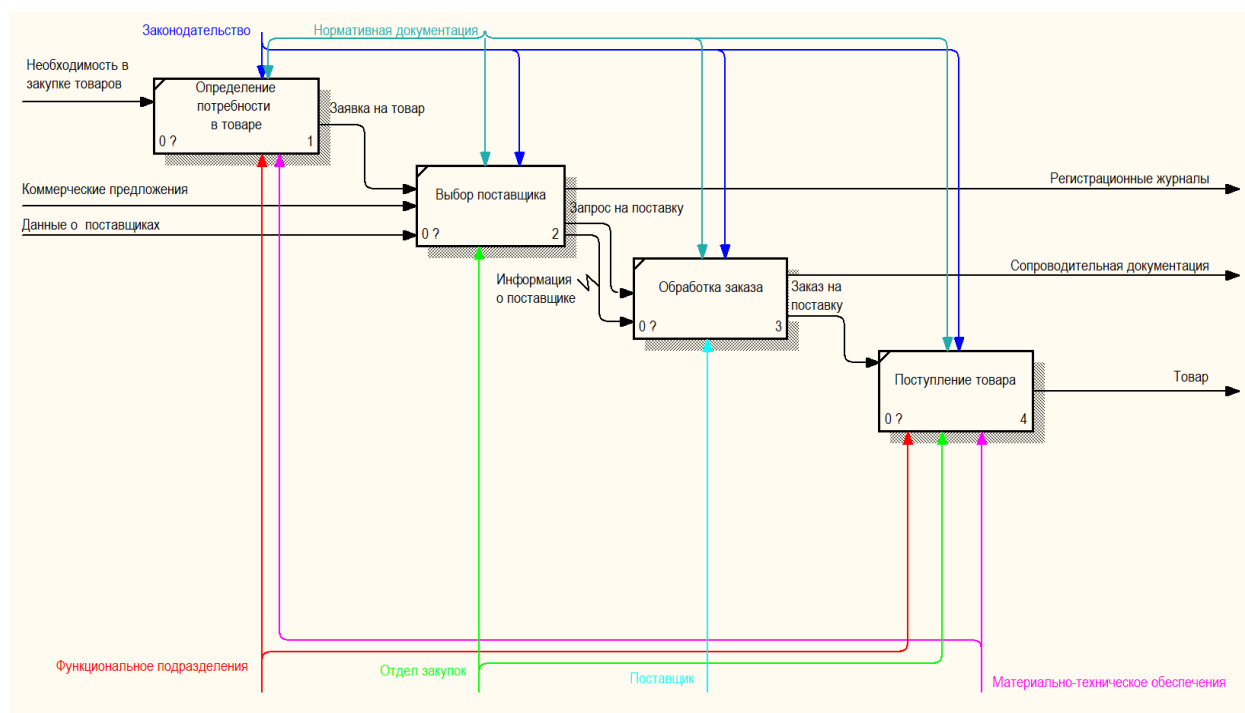 Законодательство
Нормативная документация
Необходимость в
закупке товаров
Определение
потребности
в товаре
0 ?
1
Заявка на товар
Коммерческие предложения
Данные о поставщиках
Выбор поставщика
0 ?
2
Регистрационные журналы
Запрос на поставку
Информация
о поставщике
Обработка заказа
0 ?
3
Сопроводительная документация
Заказ на
поставку
Поступление товара
0 ?
4
Товар
Функциональное подразделения
Отдел закупок
Поставщик
Материально-техническое обеспечения